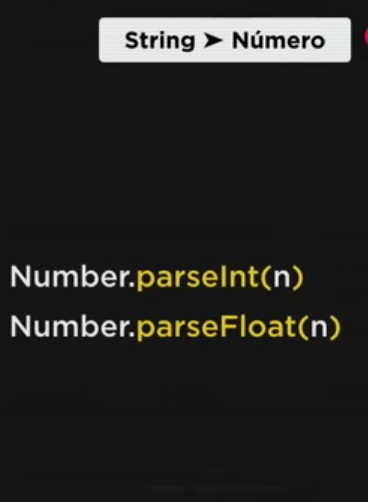 String ➤ Número
Number.parseInt(n)
Number.parseFloat(n)